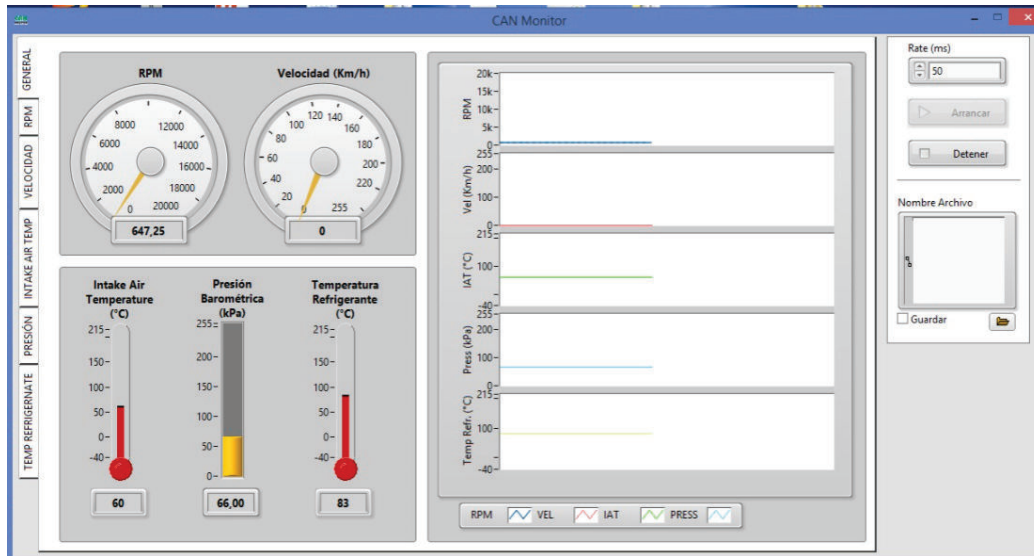 CAN Monitor
GENERAL
RPM
VELOCIDAD
INTAKE AIR TEMP
PRESIÓN
TEMP REFRIGERNATE
RPM
0
2000
4000
6000
8000
12000
14000
16000
18000
20000
647,25
Velocidad (Km/h)
0
20
40
60
80
100
120
140
160
180
200
220
255
0
Intake Air
Temperature
(°C)
215
150
100
50
0
-40
60
Presión
Barométrica
(kPa)
255
200
150
100
50
0
66,00
Temperatura
Refrigerante
(°C)
215
150
100
50
0
-40
83
RPM
20k
15k
10k
5k
0
Vel (Km/h)
255
200
100
0
IAT (°C)
215
100
-40
Press (kPa)
255
200
100
0
Temp Refr. (°C)
215
100
-40
RPM VEL IAT PRESS
Rate (ms)
50
Arrancar
Detener
Nombre Archivo
Guardar